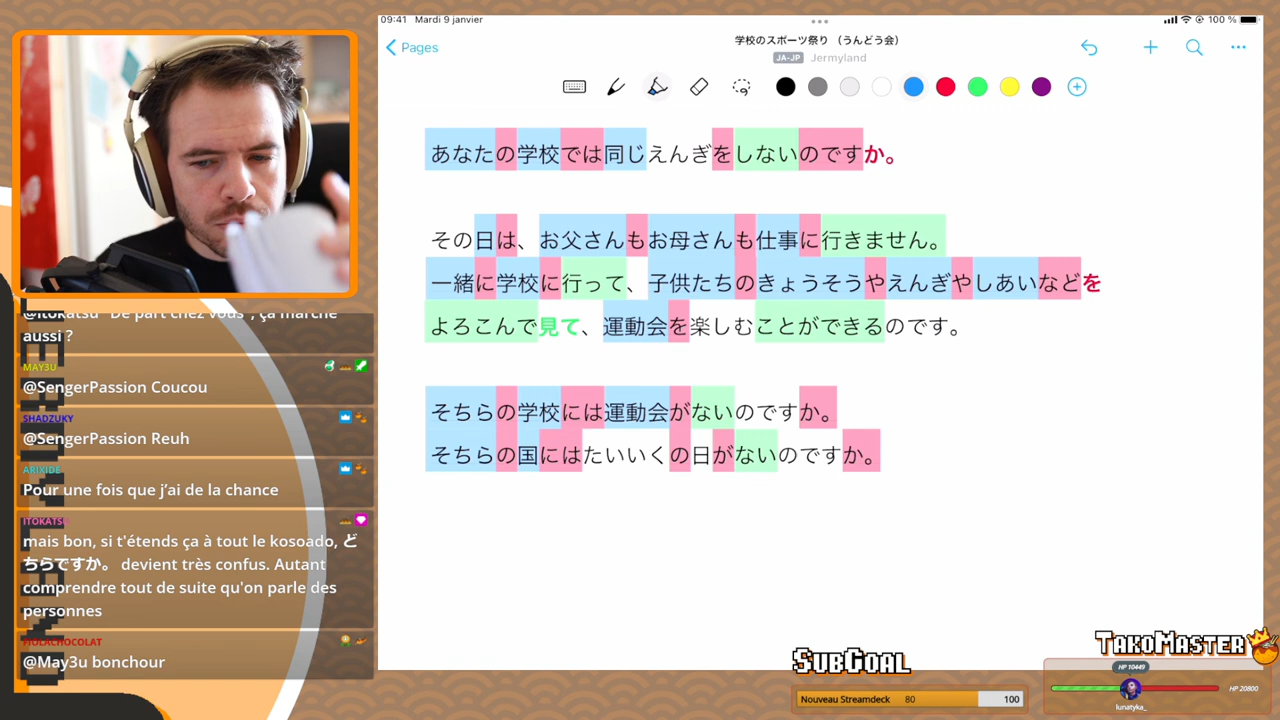 09:41 Mardi 9 janvier
100 %
Pages
学校のスポーツ祭り （うんどう会）
JA-JP Jermyland
あなたの学校では同じえんぎをしないのですか。
その日は、お父さんもお母さんも仕事に行きません。
一緒に学校に行って、子供たちのきょうそうやえんぎやしあいなどを
よろこんで見て、運動会を楽しむことができるのです。
そちらの学校には運動会がないのですか。
そちらの国にはたいいくの日がないのですか。
@Itokatsu "De part chez vous", ça marche
aussi ?
MAY3U
@SengerPassion Coucou
SHADZUKY
@SengerPassion Reuh
ARIXIDE
Pour une fois que j'ai de la chance
ITOKATSU
mais bon, si t'étends ça à tout le kosoado, ど
ちらですか。 devient très confus. Autant
comprendre tout de suite qu'on parle des
personnes
@May3u bonchour
SUBGOAL
Nouveau Streamdeck 80 100
TAKOMASTER
HP 10449
HP 20800
lunatyka_